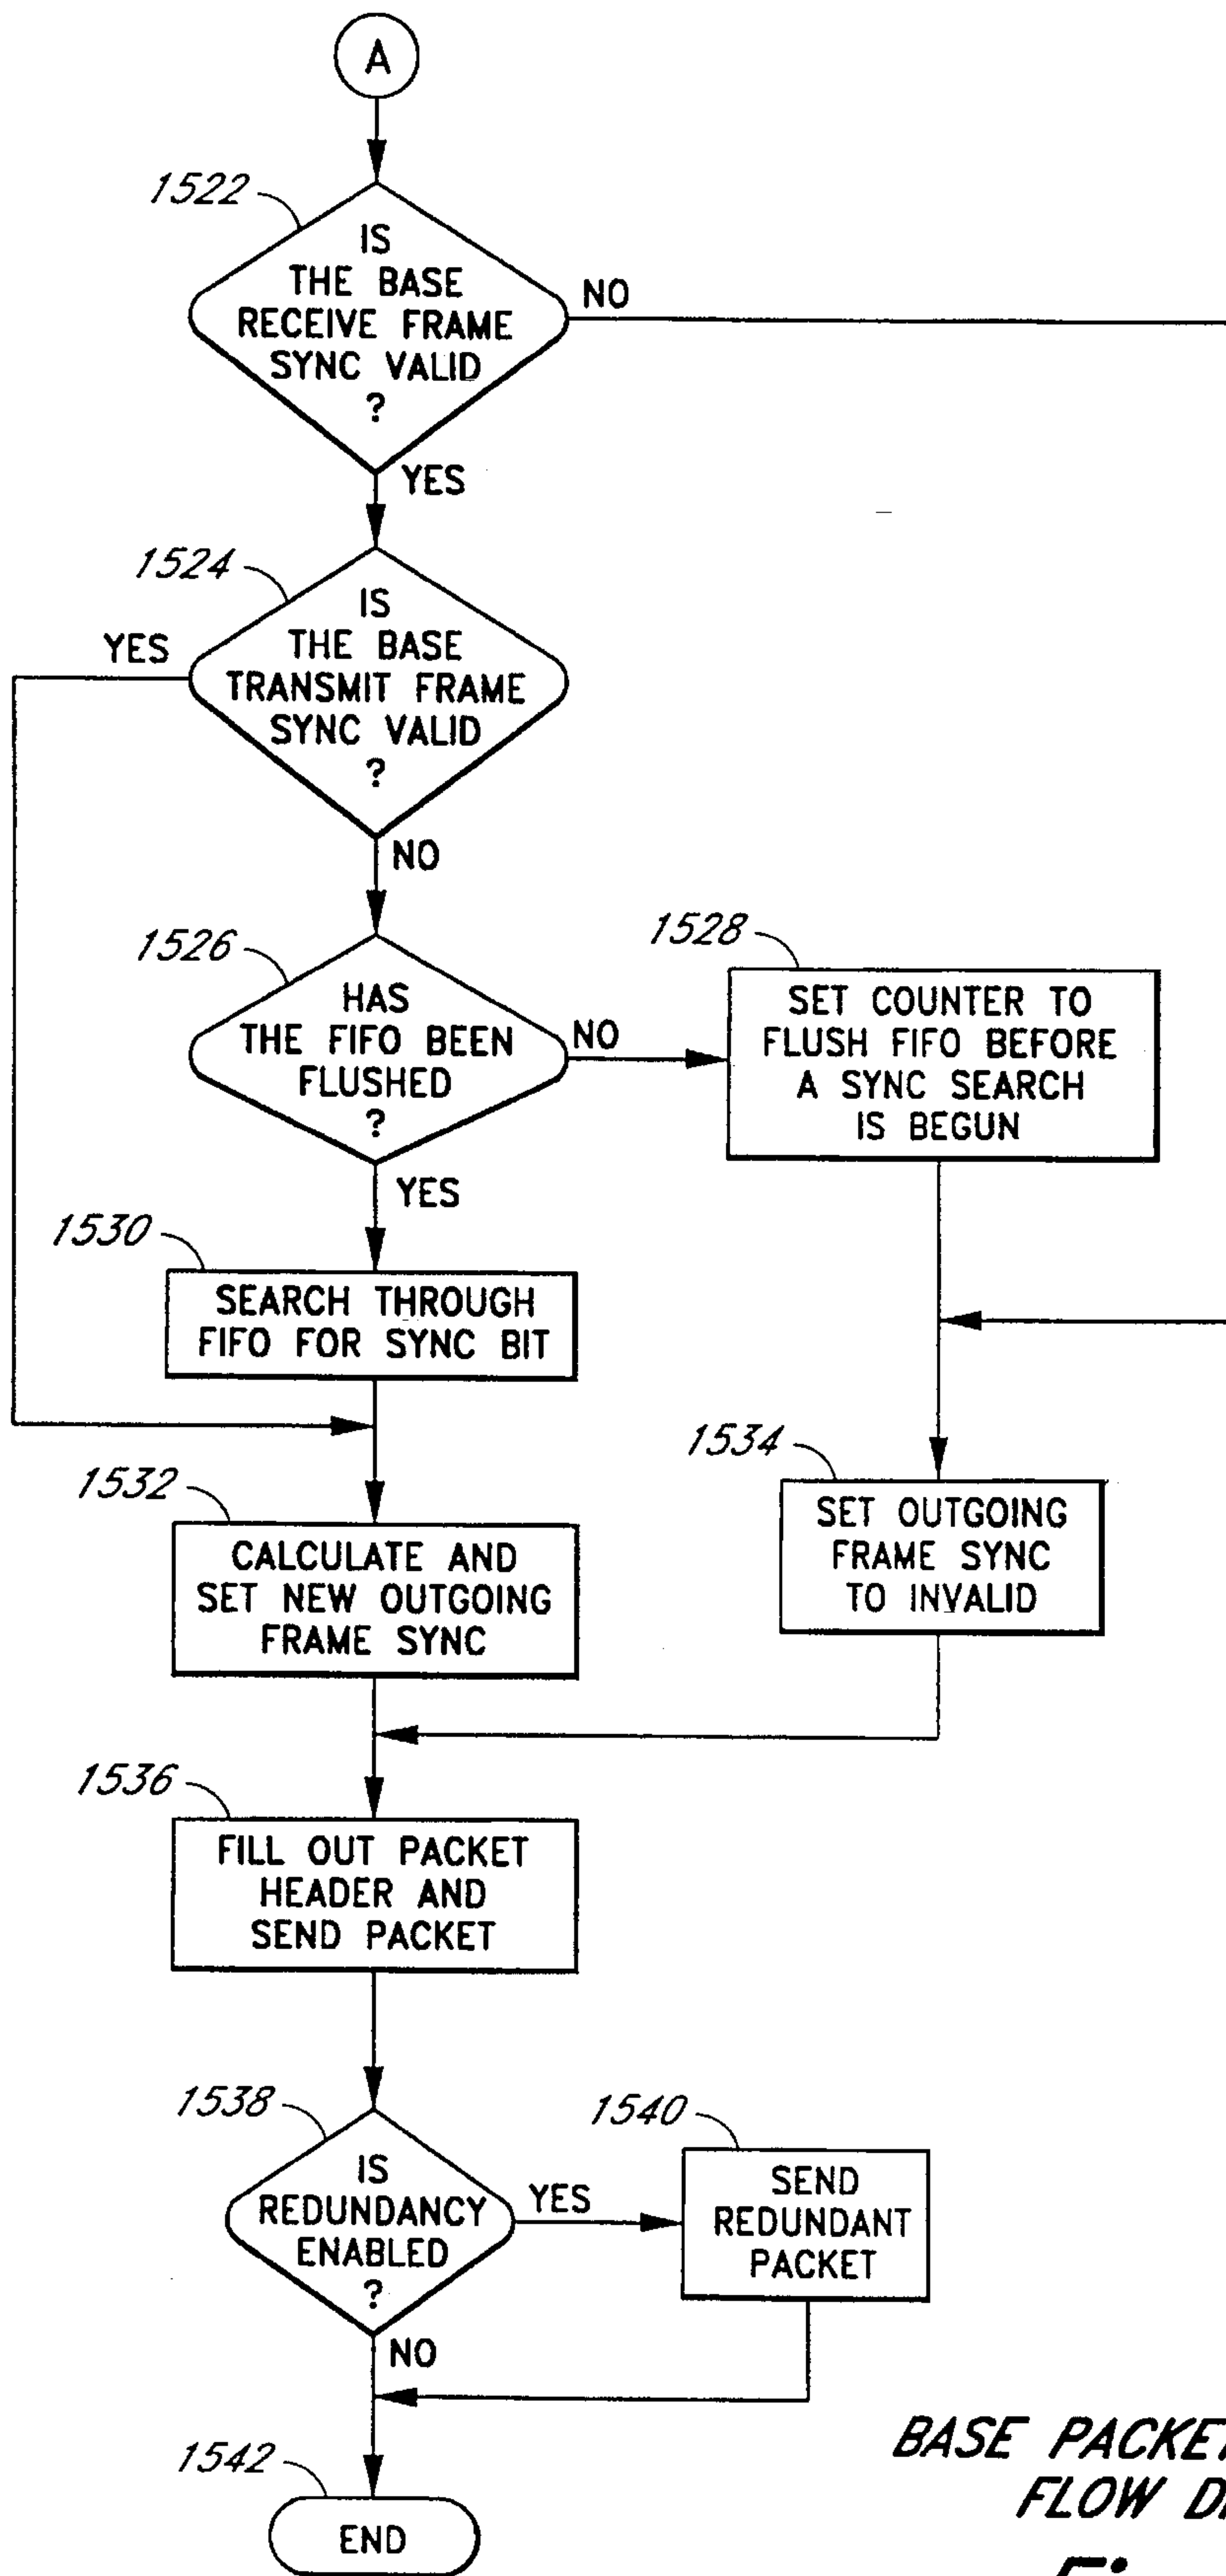 A
1522
IS
THE BASE
RECEIVE FRAME
SYNC VALID
?
NO
YES
1524
IS
THE BASE
TRANSMIT FRAME
SYNC VALID
?
YES
NO
1526
HAS
THE FIFO BEEN
FLUSHED
?
NO
1528
SET COUNTER TO
FLUSH FIFO BEFORE
A SYNC SEARCH
IS BEGUN
YES
1530
SEARCH THROUGH
FIFO FOR SYNC BIT
1532
CALCULATE AND
SET NEW OUTGOING
FRAME SYNC
1534
SET OUTGOING
FRAME SYNC
TO INVALID
1536
FILL OUT PACKET
HEADER AND
SEND PACKET
1538
IS
REDUNDANCY
ENABLED
?
YES
1540
SEND
REDUNDANT
PACKET
NO
1542
END
BASE PACKET
FLOW